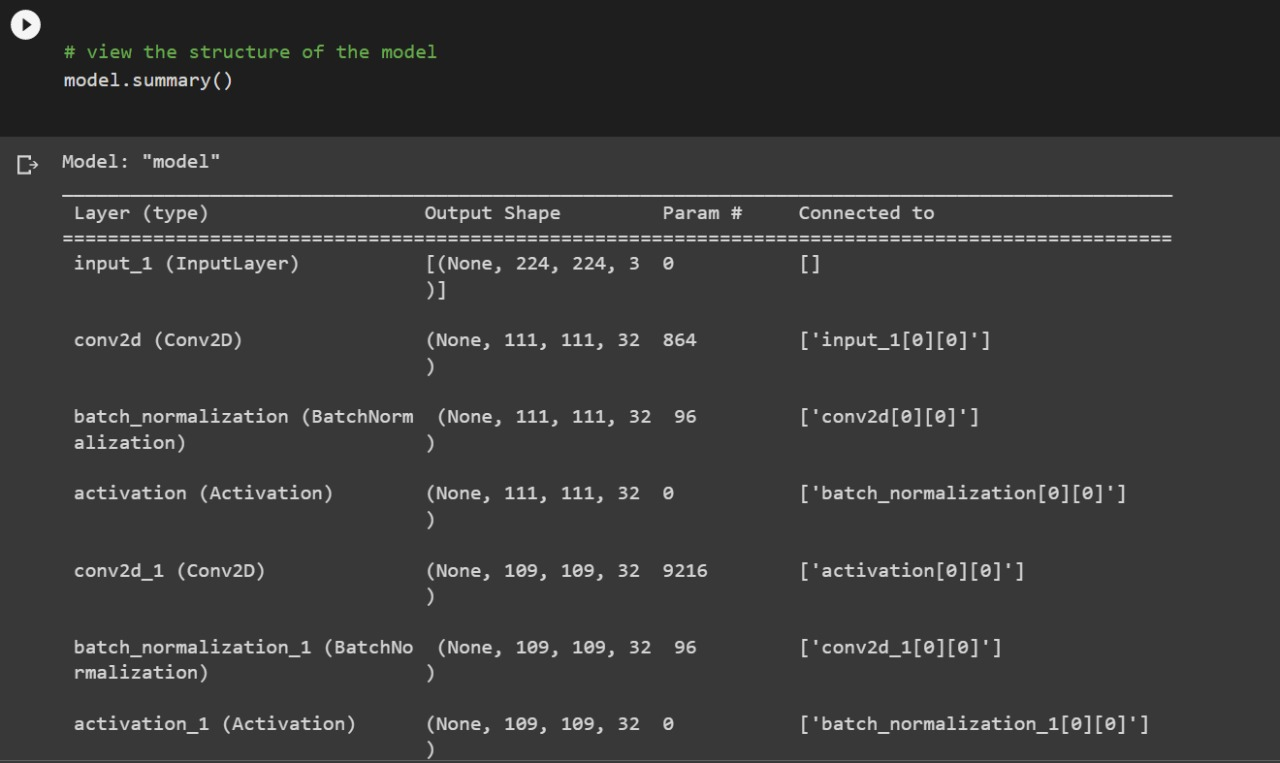 # view the structure of the model
model.summary()
Model: "model"
Layer (type) Output Shape Param # Connected to
==================================================================================================
input_1 (InputLayer) [(None, 224, 224, 3 0 []
)]
conv2d (Conv2D) (None, 111, 111, 32 864 ['input_1[0][0]']
)
batch_normalization (BatchNorm (None, 111, 111, 32 96 ['conv2d[0][0]']
alization) )
activation (Activation) (None, 111, 111, 32 0 ['batch_normalization[0][0]']
)
conv2d_1 (Conv2D) (None, 109, 109, 32 9216 ['activation[0][0]']
)
batch_normalization_1 (BatchNo (None, 109, 109, 32 96 ['conv2d_1[0][0]']
rmalization) )
activation_1 (Activation) (None, 109, 109, 32 0 ['batch_normalization_1[0][0]']
)